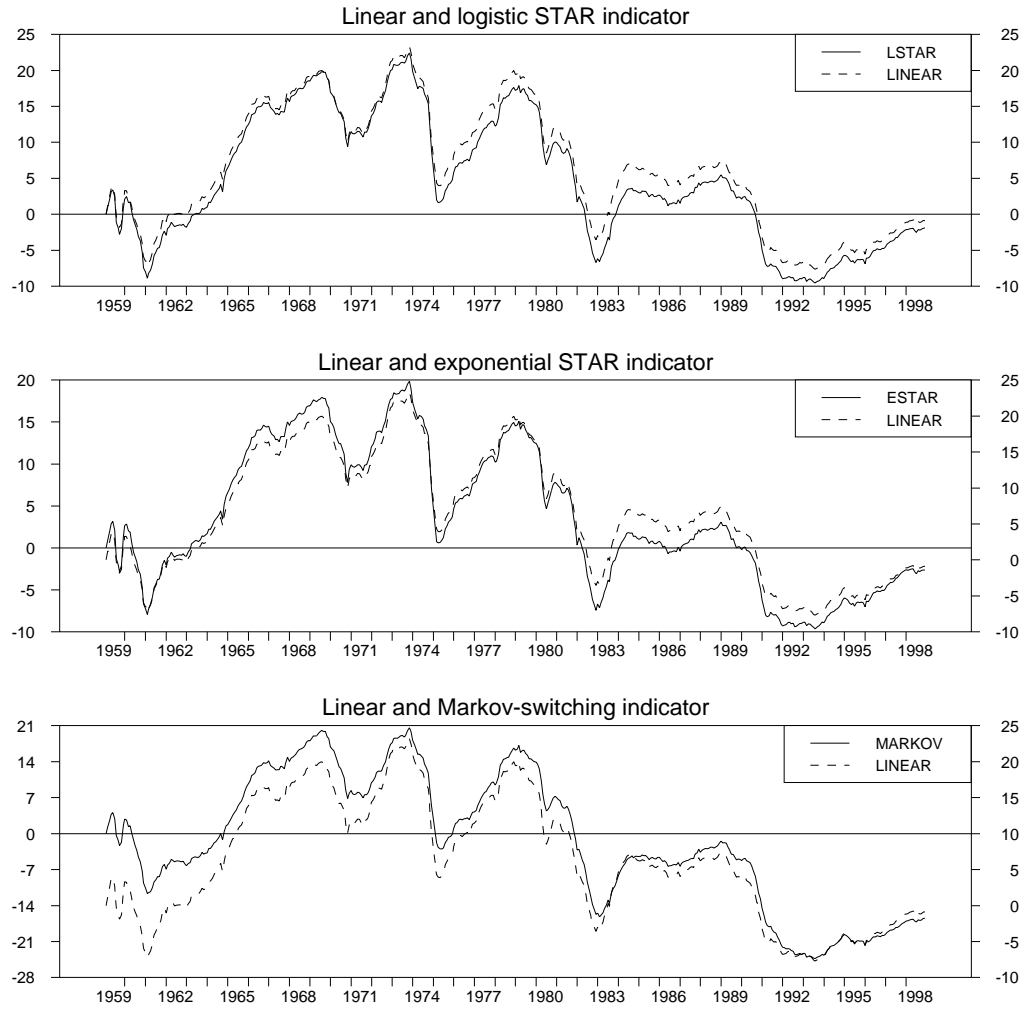 Linear and logistic STAR indicator
25 25
LSTAR
20 20
LINEAR
15 15
10 10
5 5
0 0
-5 -5
-10 -10
1959 1962 1965 1968 1971 1974 1977 1980 1983 1986 1989 1992 1995 1998
Linear and exponential STAR indicator
20 25
ESTAR
20
LINEAR
15
15
10
10
5
5
0
0
-5
-5
-10 -10
1959 1962 1965 1968 1971 1974 1977 1980 1983 1986 1989 1992 1995 1998
Linear and Markov-switching indicator
21 25
MARKOV
LINEAR
14 20
7 15
0 10
-7 5
-14 0
-21 -5
-28 -10
1959 1962 1965 1968 1971 1974 1977 1980 1983 1986 1989 1992 1995 1998